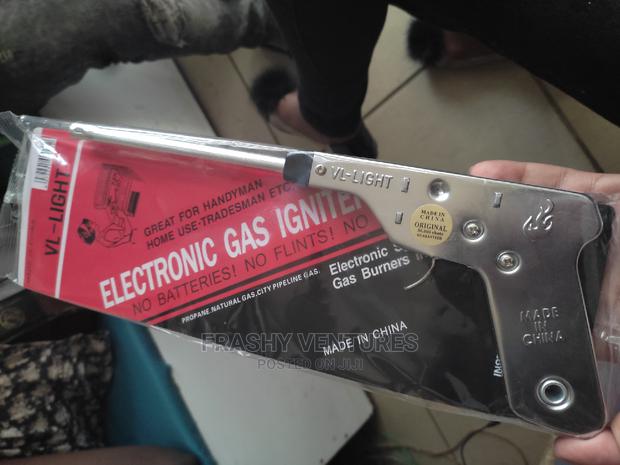 VL-LIGHT
GREAT FOR HANDYMAN
HOME USE-TRADESMAN ETC
ELECTRONIC GAS IGNITE
NO BATTERIES! NO FLINTS! NO
PROPANE, NATURAL GAS, CITY PIPELINE GAS.
Electronic
Gas Burners
MADE IN CHINA
VL-LIGHT
MADE IN
CHINA
ORIGINAL
GUARANTEE
MADE
IN
CHINA
FRASHY VENTURES
POSTED ON JIJI